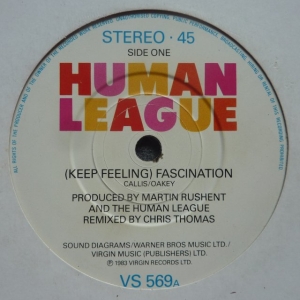 STEREO · 45
SIDE ONE
HUMAN
LEAGUE
(KEEP FEELING) FASCINATION
CALLIS/OAKEY
PRODUCED BY MARTIN RUSHENT
AND THE HUMAN LEAGUE
REMIXED BY CHRIS THOMAS
SOUND DIAGRAMS/WARNER BROS MUSIC LTD./
VIRGIN MUSIC (PUBLISHERS) LTD.
℗ 1983 VIRGIN RECORDS LTD.
VS 569A